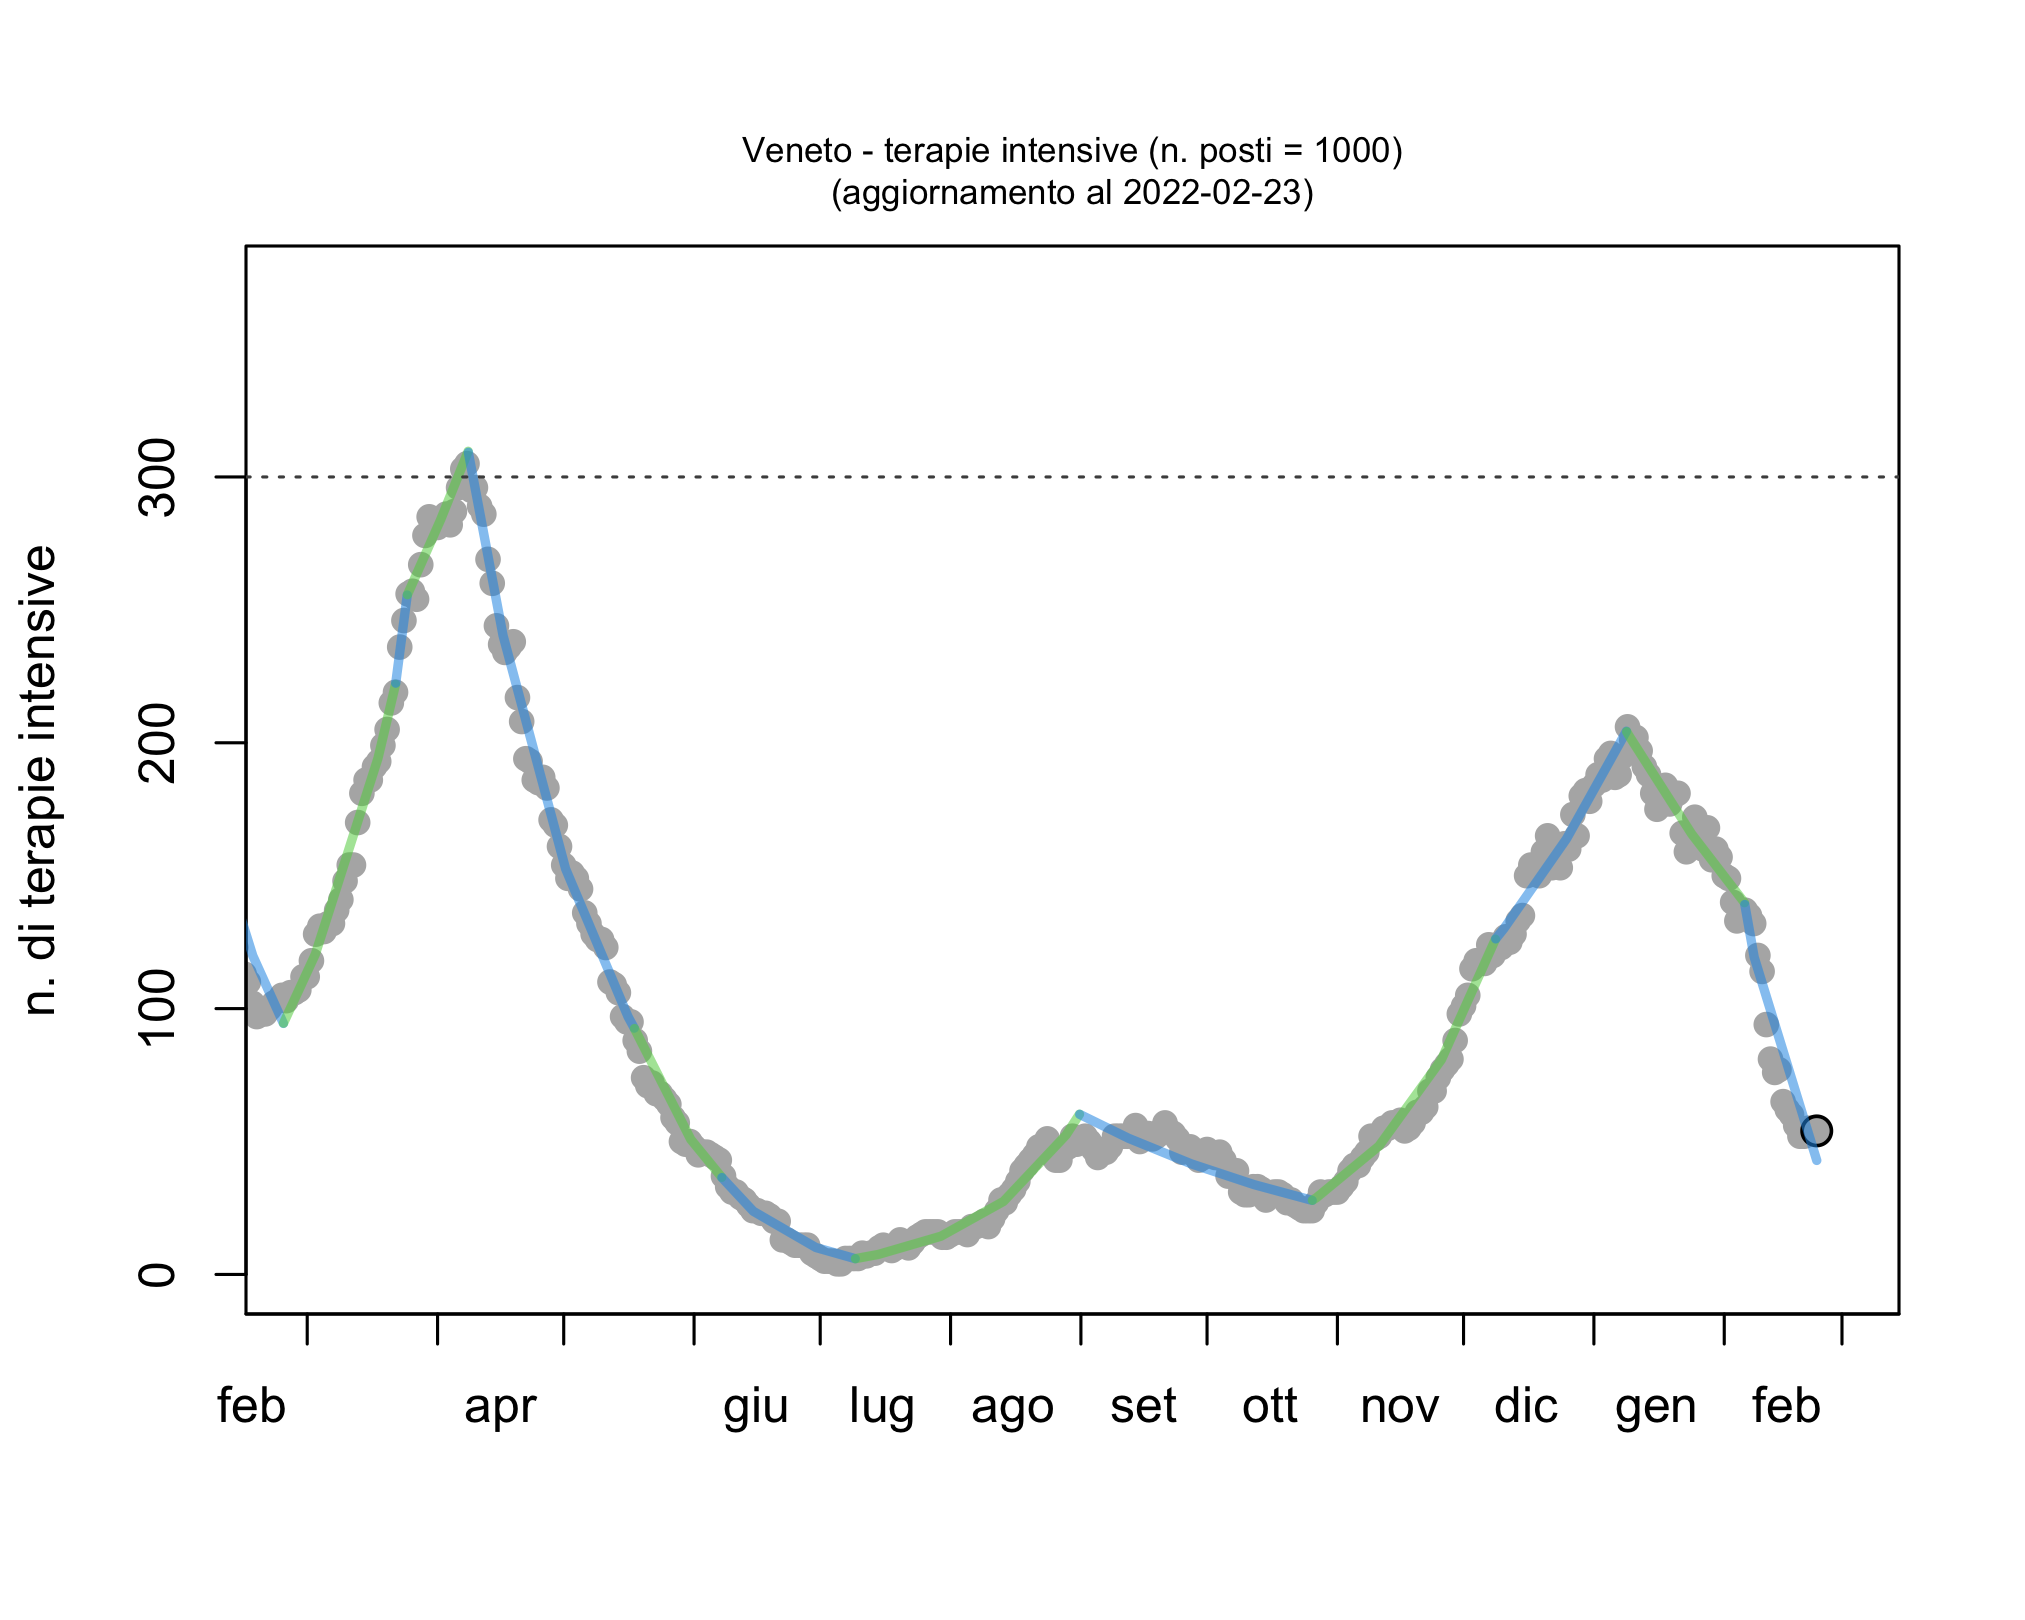 Veneto - terapie intensive (n. posti = 1000)
(aggiornamento al 2022-02-23)
n. di terapie intensive
300
200
100
0
feb apr giu lug ago set ott nov dic gen feb